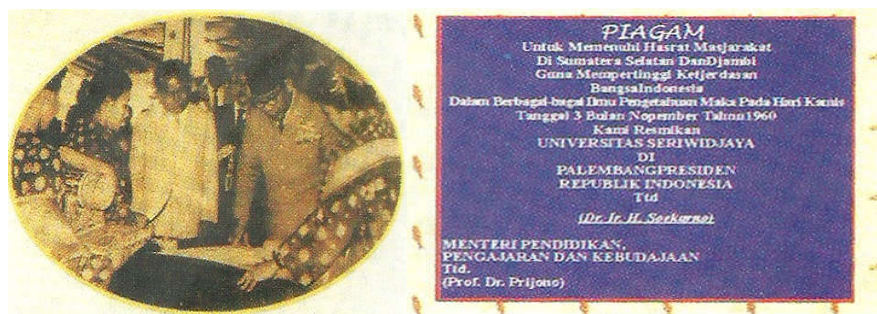 PIAGAM
Untuk Memenuhi Hasrat Masjarakat
Di Sumatera Selatan DanDjambi
Guna Mempertinggi Ketjerdasan
BangsaIndonesia
Dalam Berbagai-bagai Ilmu Pengetahuan Maka Pada Hari Kamis
Tanggal 3 Bulan Nopember Tahun1960
Kami Resmikan
UNIVERSITAS SERIWIDJAYA
DI
PALEMBANGPRESIDEN
REPUBLIK INDONESIA
Ttd
(Dr. Ir. H. Soekarno)
MENTERI PENDIDIKAN,
PENGAJARAN DAN KEBUDAJAAN
Ttd.
(Prof. Dr. Prijono)